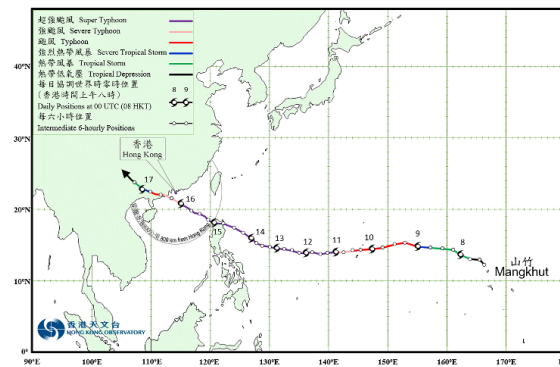 超強颱風 Super Typhoon
強颱風 Severe Typhoon
颱風 Typhoon
強烈熱帶風暴 Severe Tropical Storm
熱帶風暴 Tropical Storm
熱帶低氣壓 Tropical Depression
每日協調世界時零時位置
(香港時間上午八時)
8 9
Daily Positions at 00 UTC (08 HKT)
每六小時位置
Intermediate 6-hourly Positions
香港
Hong Kong
40°N
30°N
20°N
10°N
0°
17
16
15
14
13
12
11
10
9
8
山竹
Mangkhut
from Hong Kong
香港天文台
HONG KONG OBSERVATORY
90°E
100°E
110°E
120°E
130°E
140°E
150°E
160°E
170°E